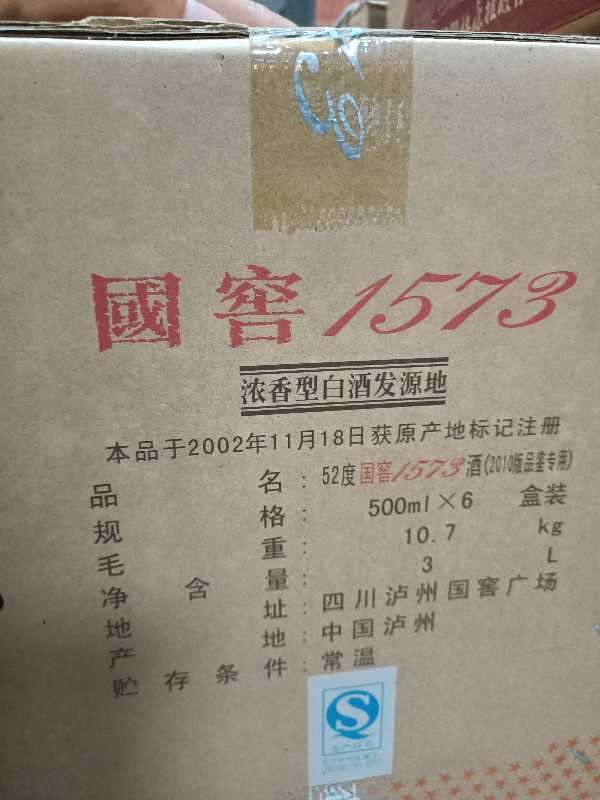 國窖1573
浓香型白酒发源地
本品于2002年11月18日获原产地标记注册
品名：52度国窖1573酒(2010版品鉴专用)
规格：500ml×6 盒装
毛重：10.7 kg
净含量：3 L
地址：四川泸州国窖广场
产地：中国泸州
贮存条件：常温